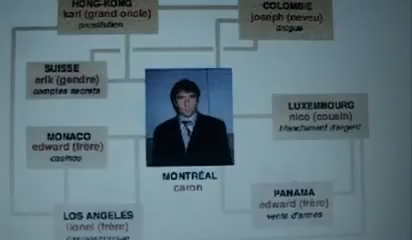 HONG-KONG
karl (grand oncle)
prostitution
COLOMBIE
joseph (neveu)
drogue
SUISSE
erik (gendre)
comptes secrets
LUXEMBOURG
nico (cousin)
blanchiment d'argent
MONACO
edward (frère)
casinos
MONTRÉAL
caron
PANAMA
edward (frère)
vente d'armes
LOS ANGELES
lionel (frère)